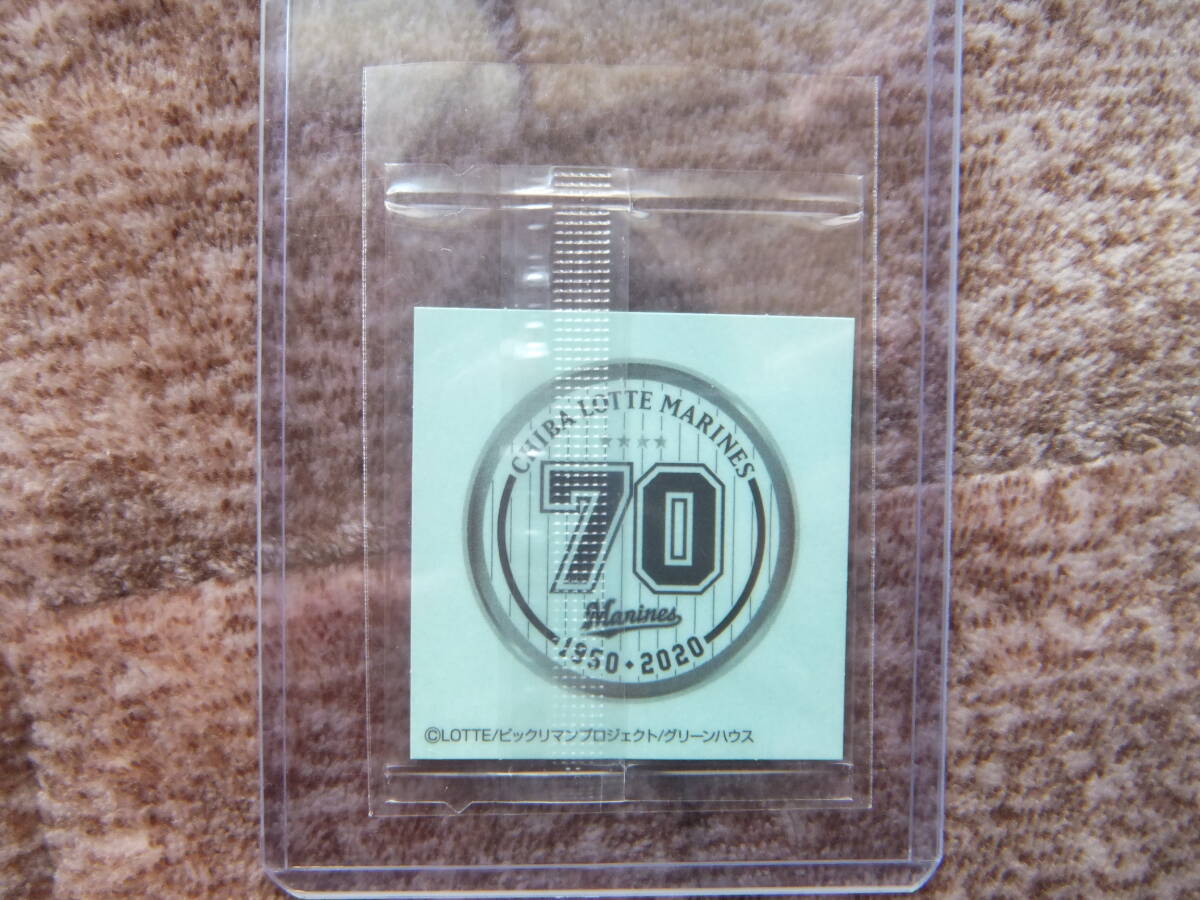 CHIBA LOTTE MARINES
70
Marines
1950・2020
©LOTTE/ビックリマンプロジェクト/グリーンハウス